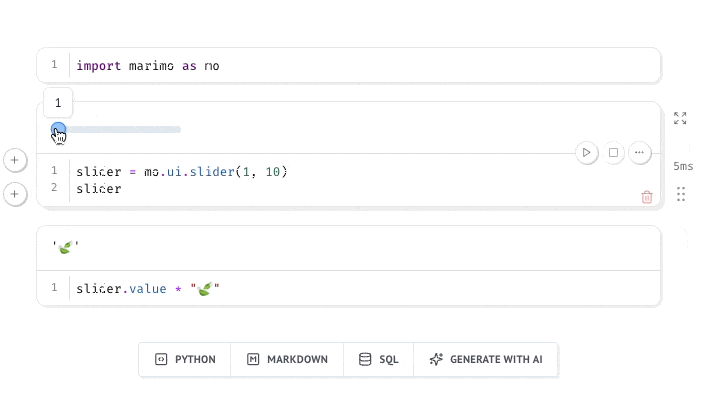 1 import marimo as mo
1
1 slider = mo.ui.slider(1, 10)
2 slider
5ms
'🍃'
1 slider.value * "🍃"
PYTHON MARKDOWN SQL GENERATE WITH AI